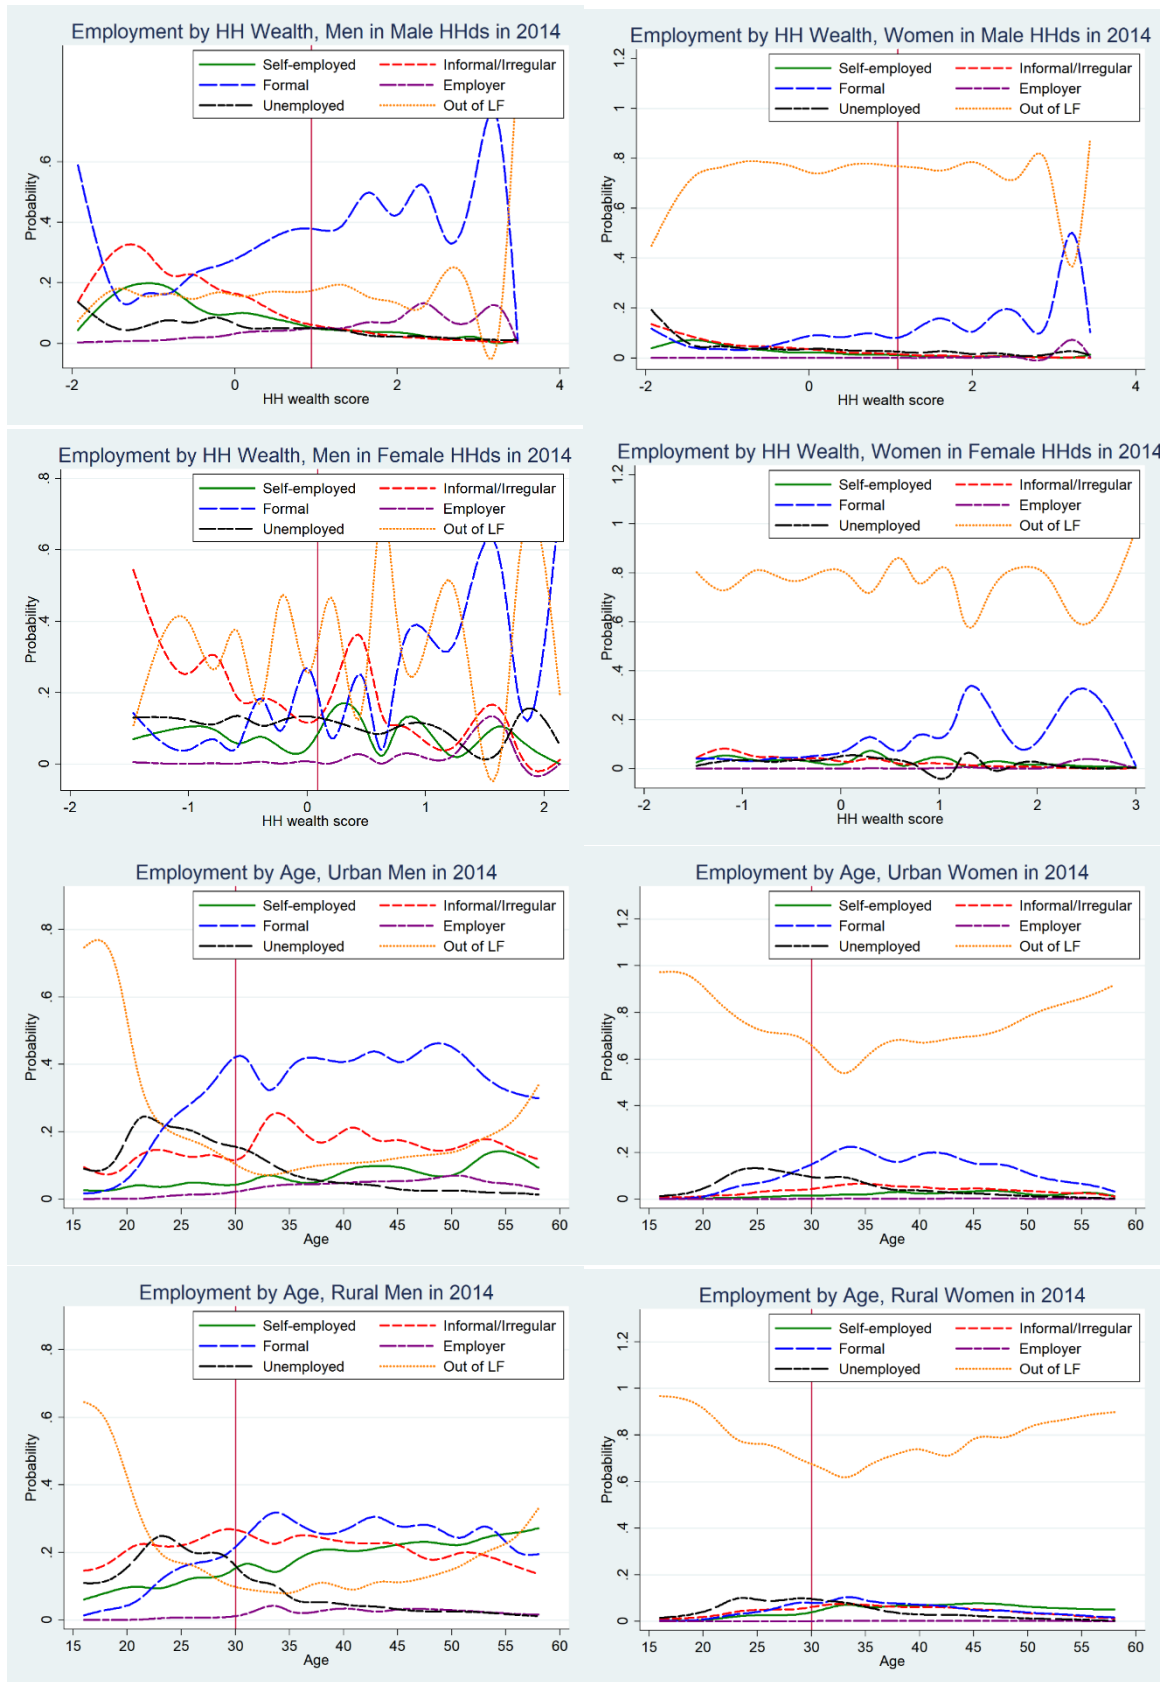 Employment by HH Wealth, Men in Male HHds in 2014
Self-employed Informal/Irregular
Formal Employer
Unemployed Out of LF
Probability
.6
.4
.2
0
-2 0 2 4
HH wealth score
Employment by HH Wealth, Women in Male HHds in 2014
Self-employed Informal/Irregular
Formal Employer
Unemployed Out of LF
Probability
1.2
1
.8
.6
.4
.2
0
-2 0 2 4
HH wealth score
Employment by HH Wealth, Men in Female HHds in 2014
Self-employed Informal/Irregular
Formal Employer
Unemployed Out of LF
Probability
.8
.6
.4
.2
0
-2 -1 0 1 2
HH wealth score
Employment by HH Wealth, Women in Female HHds in 2014
Self-employed Informal/Irregular
Formal Employer
Unemployed Out of LF
Probability
1.2
1
.8
.6
.4
.2
0
-2 -1 0 1 2 3
HH wealth score
Employment by Age, Urban Men in 2014
Self-employed Informal/Irregular
Formal Employer
Unemployed Out of LF
Probability
.8
.6
.4
.2
0
15 20 25 30 35 40 45 50 55 60
Age
Employment by Age, Urban Women in 2014
Self-employed Informal/Irregular
Formal Employer
Unemployed Out of LF
Probability
1.2
1
.8
.6
.4
.2
0
15 20 25 30 35 40 45 50 55 60
Age
Employment by Age, Rural Men in 2014
Self-employed Informal/Irregular
Formal Employer
Unemployed Out of LF
Probability
.8
.6
.4
.2
0
15 20 25 30 35 40 45 50 55 60
Age
Employment by Age, Rural Women in 2014
Self-employed Informal/Irregular
Formal Employer
Unemployed Out of LF
Probability
1.2
1
.8
.6
.4
.2
0
15 20 25 30 35 40 45 50 55 60
Age